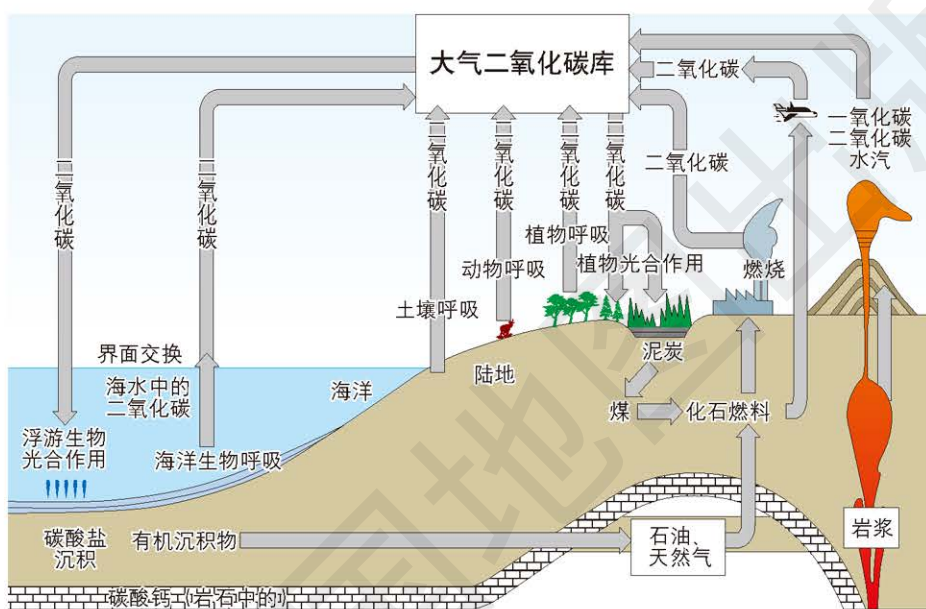 大气二氧化碳库
二氧化碳
一氧化碳
二氧化碳
水汽
二氧化碳
二氧化碳
二氧化碳
二氧化碳
二氧化碳
二氧化碳
二氧化碳
植物呼吸
动物呼吸
植物光合作用
燃烧
土壤呼吸
界面交换
海水中的
二氧化碳
海洋
陆地
泥炭
煤
化石燃料
浮游生物
光合作用
海洋生物呼吸
碳酸盐
沉积
有机沉积物
石油、
天然气
岩浆
碳酸钙（岩石中的）